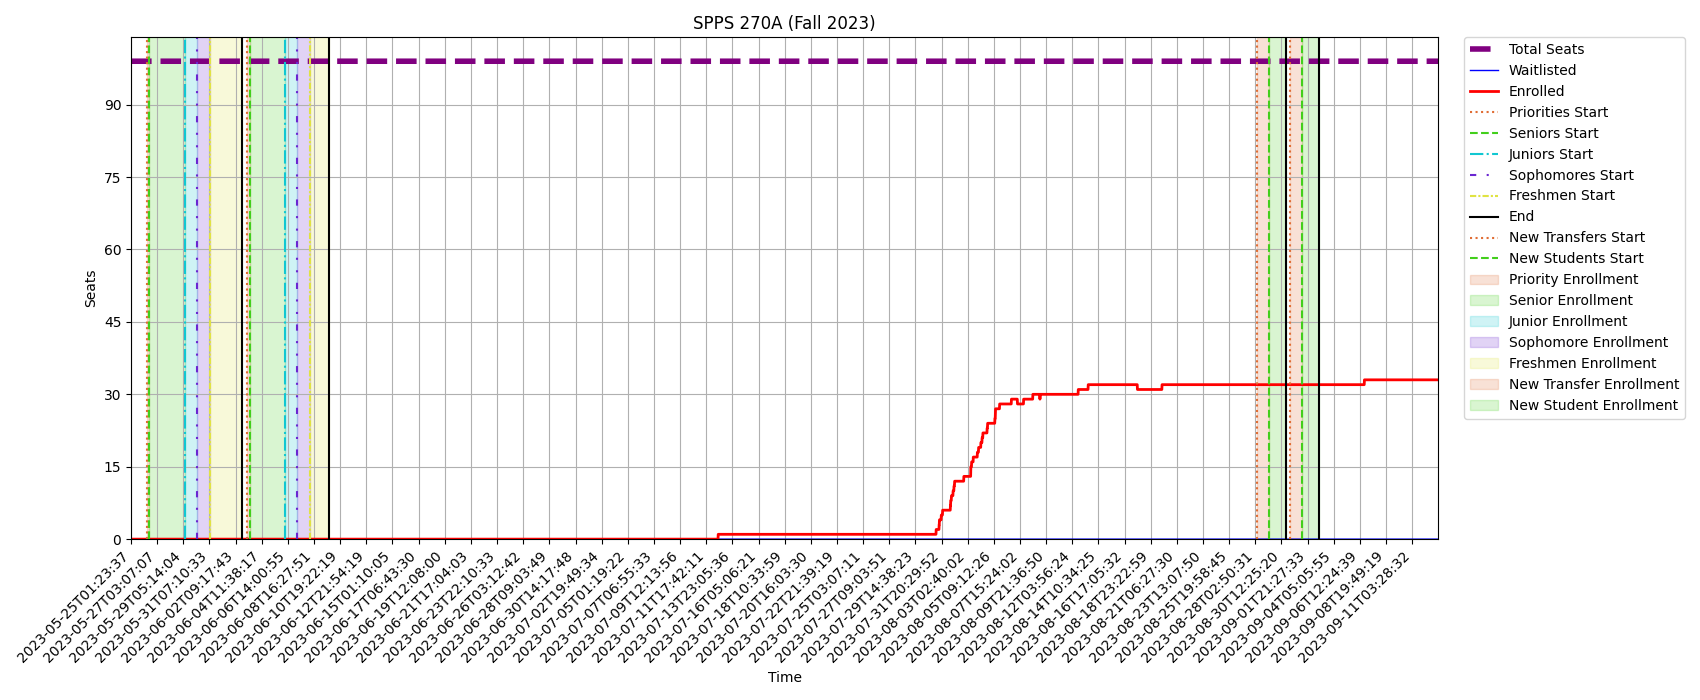 SPPS 270A (Fall 2023)
Total Seats
Waitlisted
Enrolled
Priorities Start
Seniors Start
Juniors Start
Sophomores Start
Freshmen Start
End
New Transfers Start
New Students Start
Priority Enrollment
Senior Enrollment
Junior Enrollment
Sophomore Enrollment
Freshmen Enrollment
New Transfer Enrollment
New Student Enrollment
Seats
90
75
60
45
30
15
0
2023-05-25T01:23:37
2023-05-27T03:07:07
2023-05-29T05:14:04
2023-05-31T07:10:33
2023-06-02T09:17:43
2023-06-04T11:38:17
2023-06-06T14:00:55
2023-06-08T16:27:51
2023-06-10T19:22:19
2023-06-12T21:54:19
2023-06-15T01:10:05
2023-06-17T06:43:30
2023-06-19T12:08:00
2023-06-21T17:04:03
2023-06-23T22:10:33
2023-06-26T03:12:42
2023-06-28T09:03:49
2023-06-30T14:17:48
2023-07-02T19:49:34
2023-07-05T01:19:22
2023-07-07T06:55:33
2023-07-09T12:13:56
2023-07-11T17:42:11
2023-07-13T23:05:36
2023-07-16T05:06:21
2023-07-18T10:33:59
2023-07-20T16:03:30
2023-07-22T21:39:19
2023-07-25T03:07:11
2023-07-27T09:03:51
2023-07-29T14:38:23
2023-07-31T20:29:52
2023-08-03T02:40:02
2023-08-05T09:12:26
2023-08-07T15:24:02
2023-08-09T21:36:50
2023-08-12T03:56:24
2023-08-14T10:34:25
2023-08-16T17:05:32
2023-08-18T23:22:59
2023-08-21T06:27:30
2023-08-23T13:07:50
2023-08-25T19:58:45
2023-08-28T02:50:31
2023-08-30T12:25:20
2023-09-01T21:27:33
2023-09-04T05:05:55
2023-09-06T12:24:39
2023-09-08T19:49:19
2023-09-11T03:28:32
Time